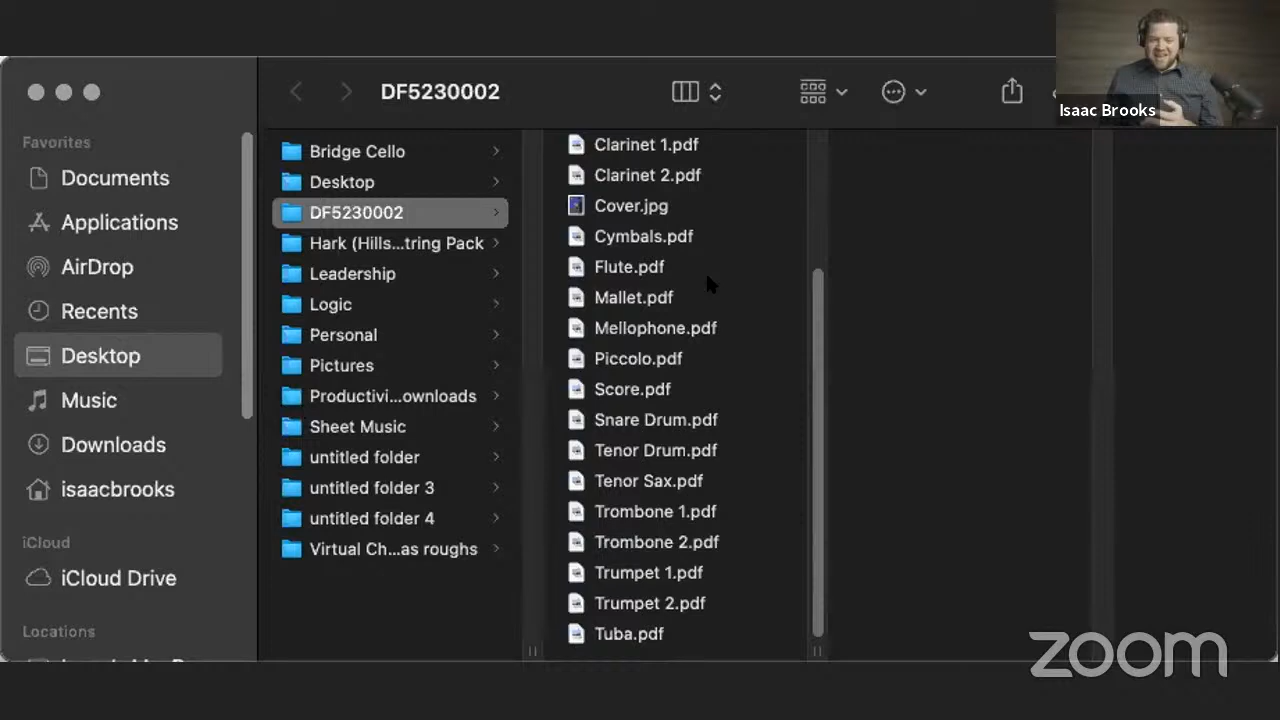 DF5230002
Isaac Brooks
Favorites
Documents
Applications
AirDrop
Recents
Desktop
Music
Downloads
isaacbrooks
iCloud
iCloud Drive
Locations
Bridge Cello
Desktop
DF5230002
Hark (Hills...tring Pack
Leadership
Logic
Personal
Pictures
Productivi...ownloads
Sheet Music
untitled folder
untitled folder 3
untitled folder 4
Virtual Ch...as roughs
Clarinet 1.pdf
Clarinet 2.pdf
Cover.jpg
Cymbals.pdf
Flute.pdf
Mallet.pdf
Mellophone.pdf
Piccolo.pdf
Score.pdf
Snare Drum.pdf
Tenor Drum.pdf
Tenor Sax.pdf
Trombone 1.pdf
Trombone 2.pdf
Trumpet 1.pdf
Trumpet 2.pdf
Tuba.pdf
zoom